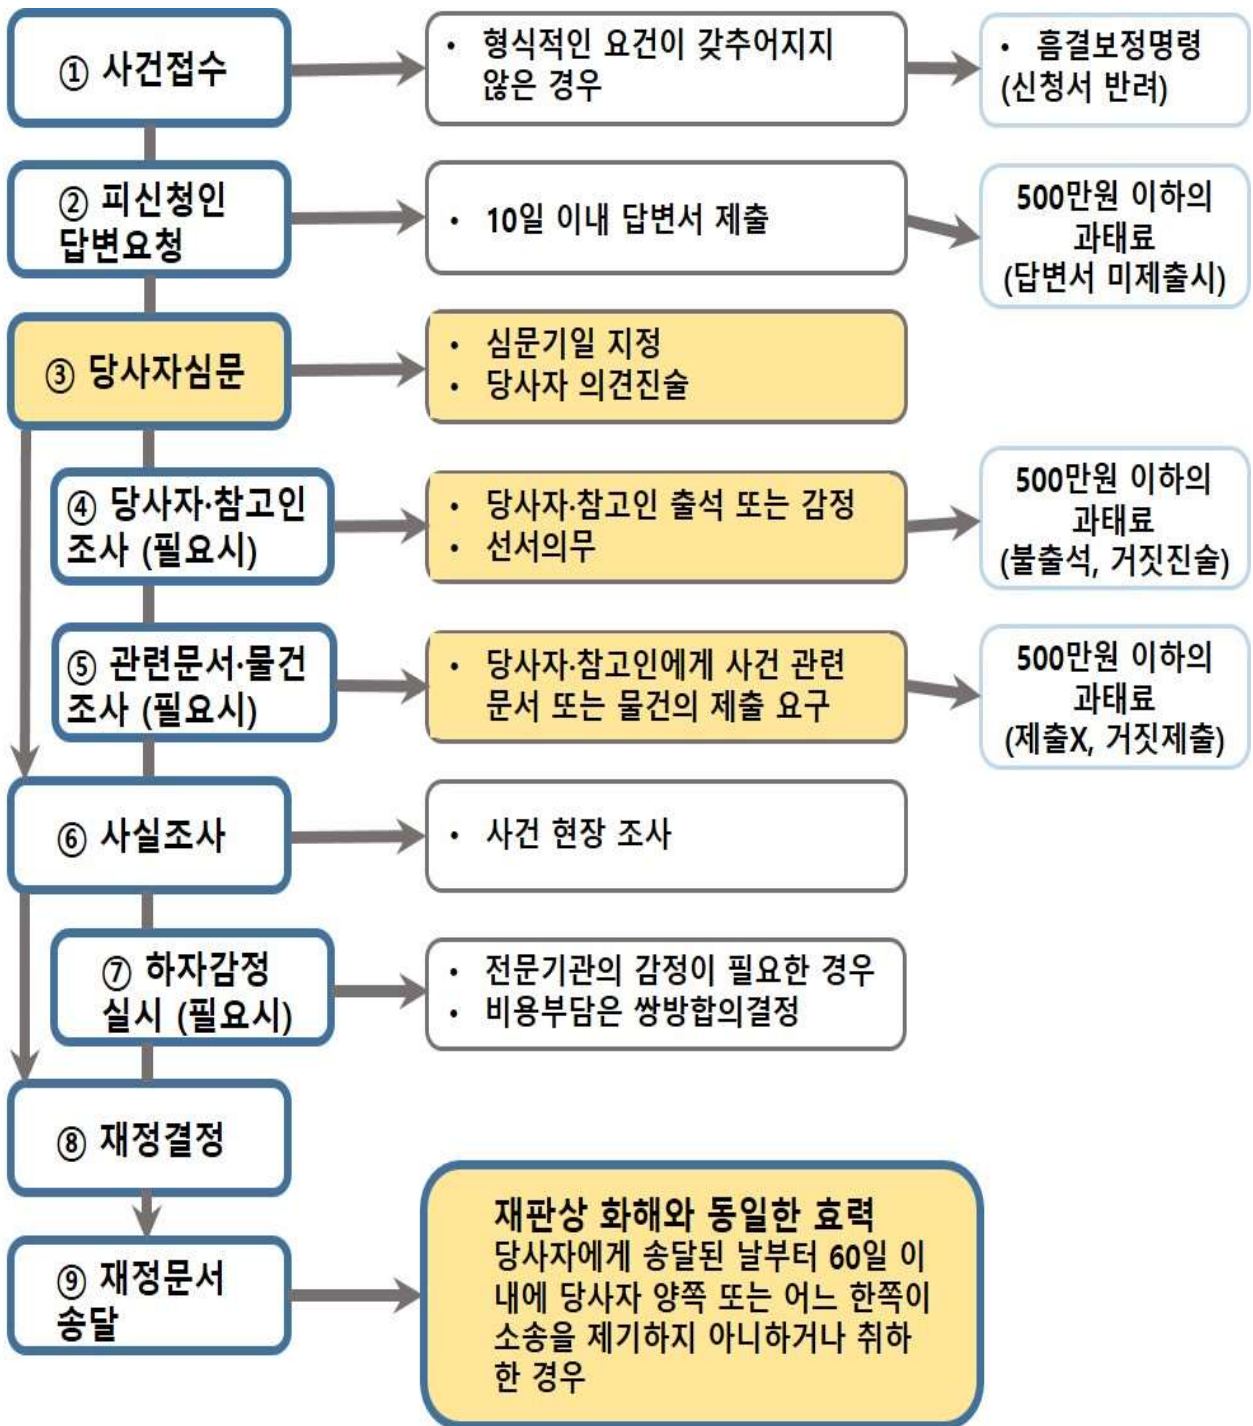 ① 사건접수
• 형식적인 요건이 갖추어지지
않은 경우
• 흠결보정명령
(신청서 반려)
② 피신청인
답변요청
• 10일 이내 답변서 제출
500만원 이하의
과태료
(답변서 미제출시)
③ 당사자심문
• 심문기일 지정
• 당사자 의견진술
④ 당사자·참고인
조사 (필요시)
• 당사자·참고인 출석 또는 감정
• 선서의무
500만원 이하의
과태료
(불출석, 거짓진술)
⑤ 관련문서·물건
조사 (필요시)
• 당사자·참고인에게 사건 관련
문서 또는 물건의 제출 요구
500만원 이하의
과태료
(제출X, 거짓제출)
⑥ 사실조사
• 사건 현장 조사
⑦ 하자감정
실시 (필요시)
• 전문기관의 감정이 필요한 경우
• 비용부담은 쌍방합의결정
⑧ 재정결정
⑨ 재정문서
송달
재판상 화해와 동일한 효력
당사자에게 송달된 날부터 60일 이
내에 당사자 양쪽 또는 어느 한쪽이
소송을 제기하지 아니하거나 취하
한 경우